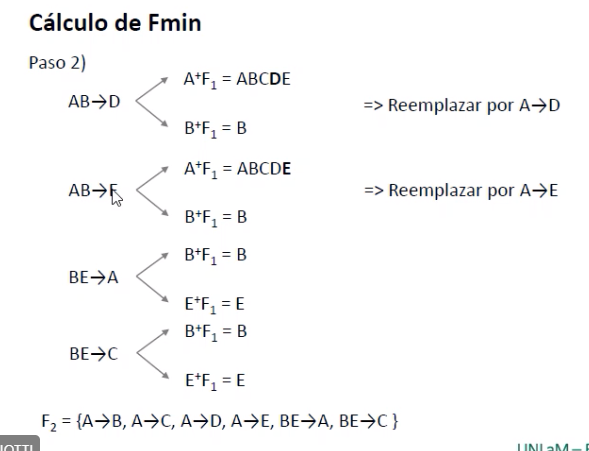 Cálculo de Fmin
Paso 2)
AB→D
A⁺F₁ = ABCDE
B⁺F₁ = B
=> Reemplazar por A→D
AB→E
A⁺F₁ = ABCDE
B⁺F₁ = B
=> Reemplazar por A→E
BE→A
B⁺F₁ = B
E⁺F₁ = E
BE→C
B⁺F₁ = B
E⁺F₁ = E
F₂ = {A→B, A→C, A→D, A→E, BE→A, BE→C }
UNLaM –